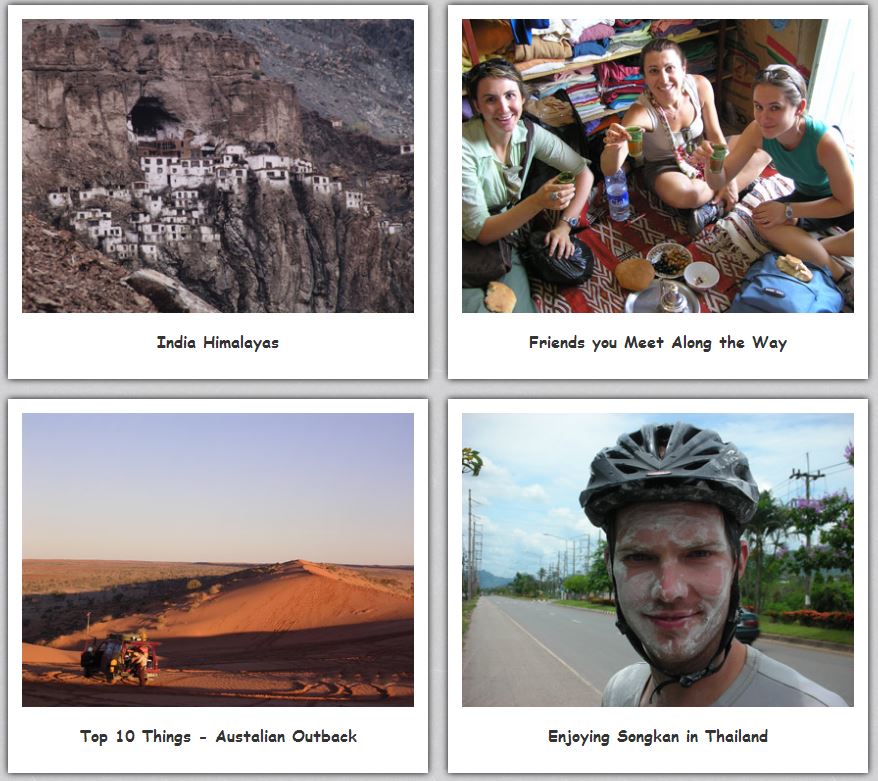 India Himalayas
Friends you Meet Along the Way
Top 10 Things - Austalian Outback
Enjoying Songkan in Thailand